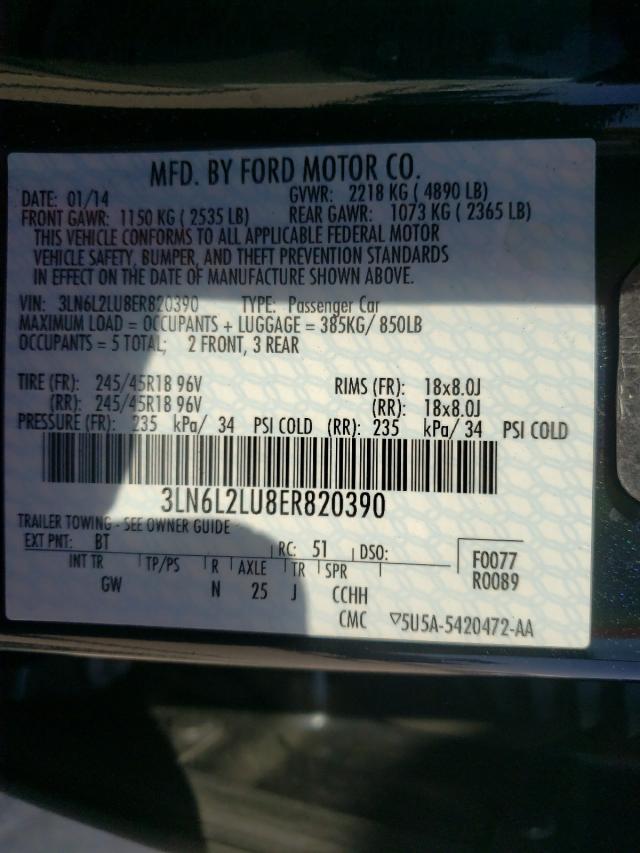 MFD. BY FORD MOTOR CO.
DATE: 01/14 GVWR: 2218 KG ( 4890 LB)
FRONT GAWR: 1150 KG ( 2535 LB) REAR GAWR: 1073 KG ( 2365 LB)
THIS VEHICLE CONFORMS TO ALL APPLICABLE FEDERAL MOTOR
VEHICLE SAFETY, BUMPER, AND THEFT PREVENTION STANDARDS
IN EFFECT ON THE DATE OF MANUFACTURE SHOWN ABOVE.
VIN: 3LN6L2LU8ER820390 TYPE: Passenger Car
MAXIMUM LOAD = OCCUPANTS + LUGGAGE = 385KG/ 850LB
OCCUPANTS = 5 TOTAL; 2 FRONT, 3 REAR
TIRE (FR): 245/45R18 96V RIMS (FR): 18x8.0J
(RR): 245/45R18 96V (RR): 18x8.0J
PRESSURE (FR): 235 kPa/ 34 PSI COLD (RR): 235 kPa/ 34 PSI COLD
3LN6L2LU8ER820390
TRAILER TOWING - SEE OWNER GUIDE
EXT PNT: BT RC: 51 DSO: F0077
INT TR TP/PS R AXLE TR SPR R0089
GW N 25 J CCHH
CMC ▽5U5A-5420472-AA